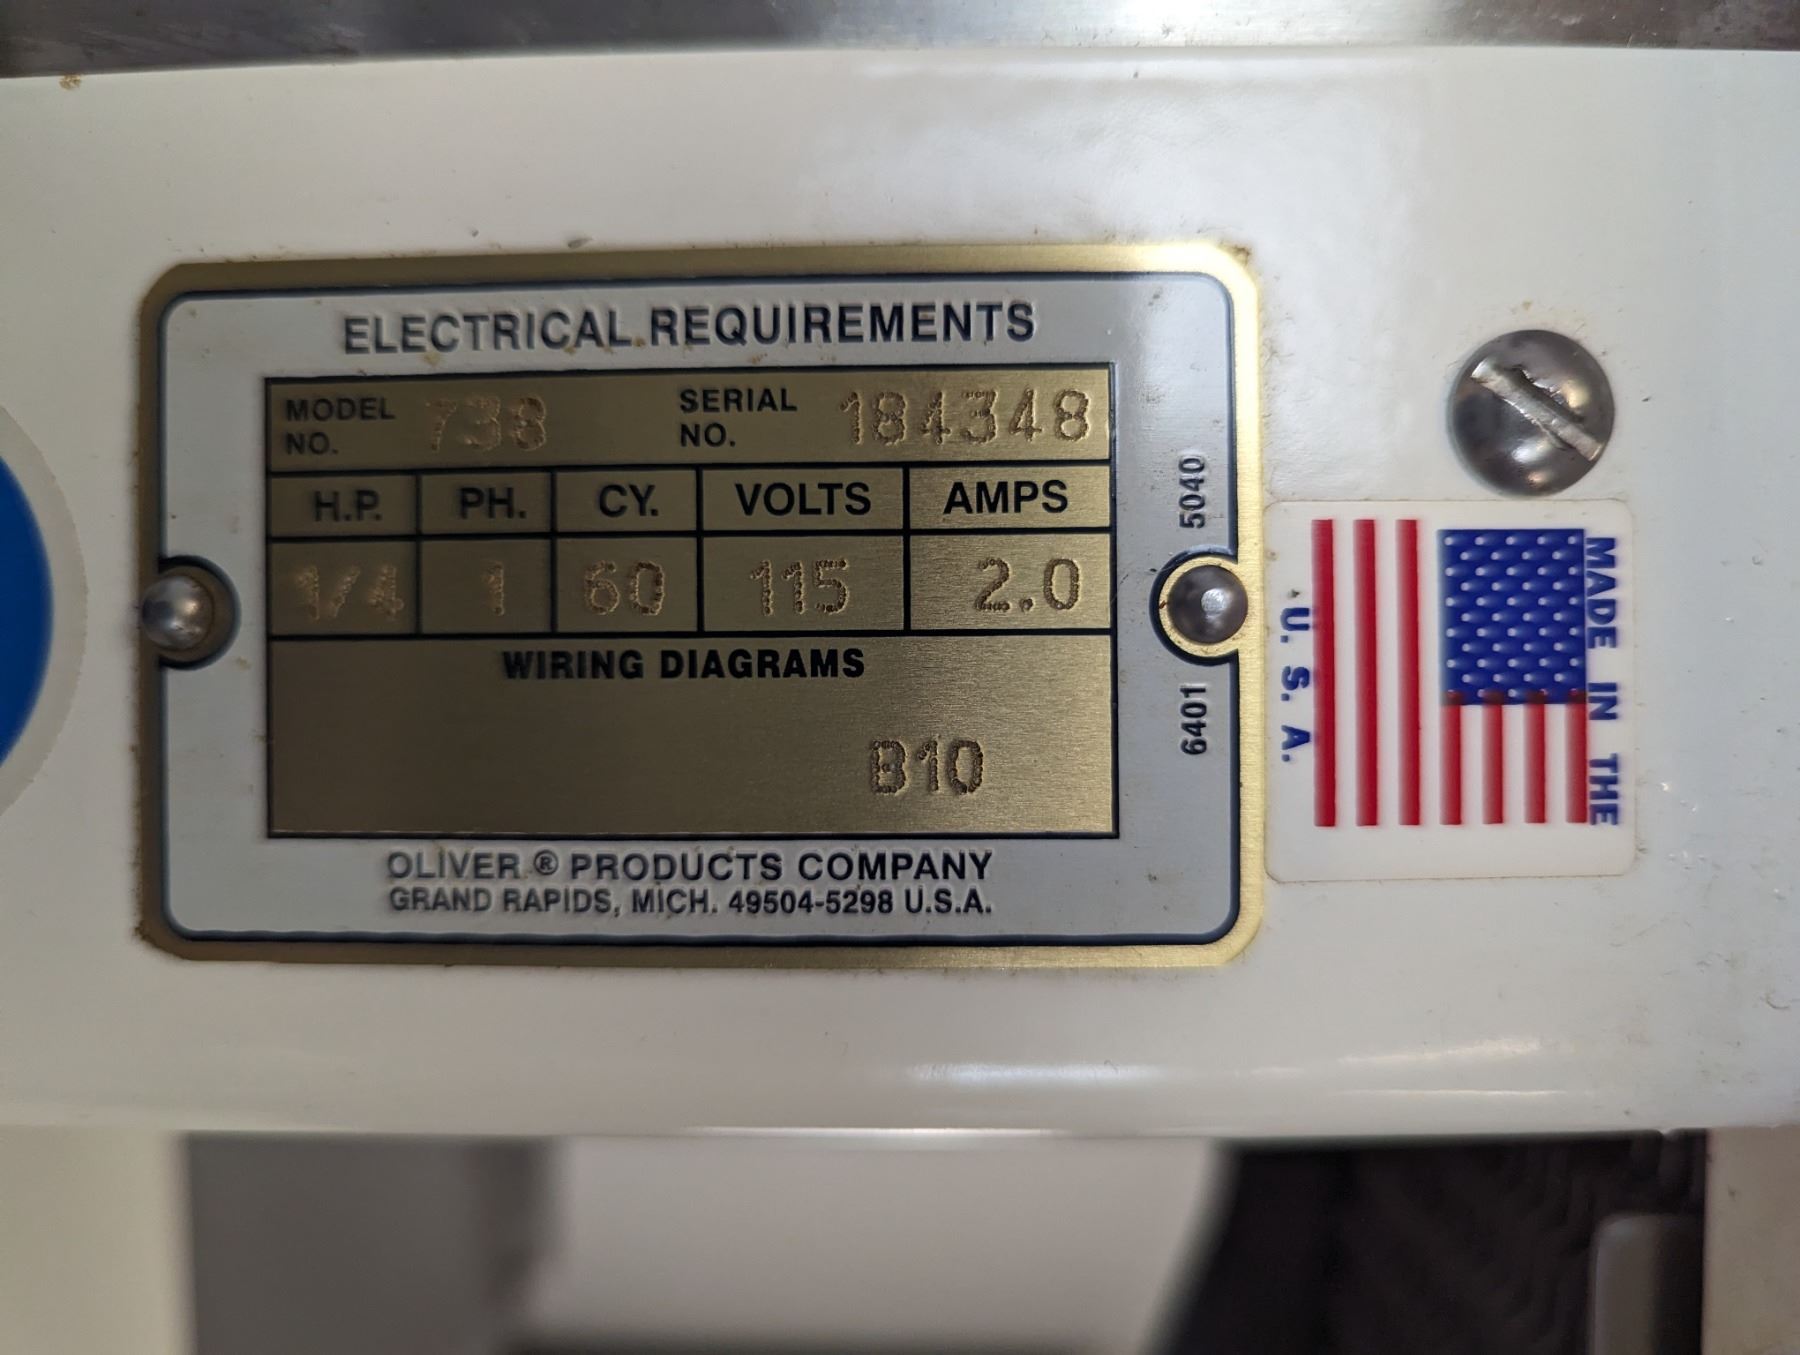 ELECTRICAL REQUIREMENTS
MODEL NO. 738 SERIAL NO. 184348
H.P. PH. CY. VOLTS AMPS
1/4 1 60 115 2.0
WIRING DIAGRAMS
B10
OLIVER ® PRODUCTS COMPANY
GRAND RAPIDS, MICH. 49504-5298 U.S.A.
6401 5040
MADE IN THE
U. S. A.